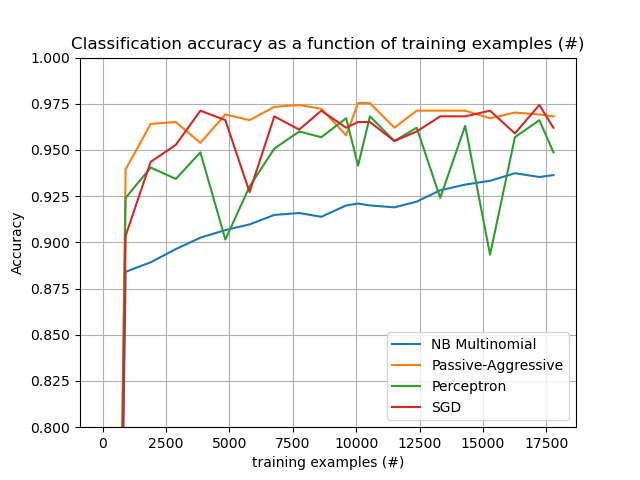 Classification accuracy as a function of training examples (#)
1.000
0.975
0.950
0.925
0.900
0.875
0.850
0.825
0.800
Accuracy
NB Multinomial
Passive-Aggressive
Perceptron
SGD
0 2500 5000 7500 10000 12500 15000 17500
training examples (#)